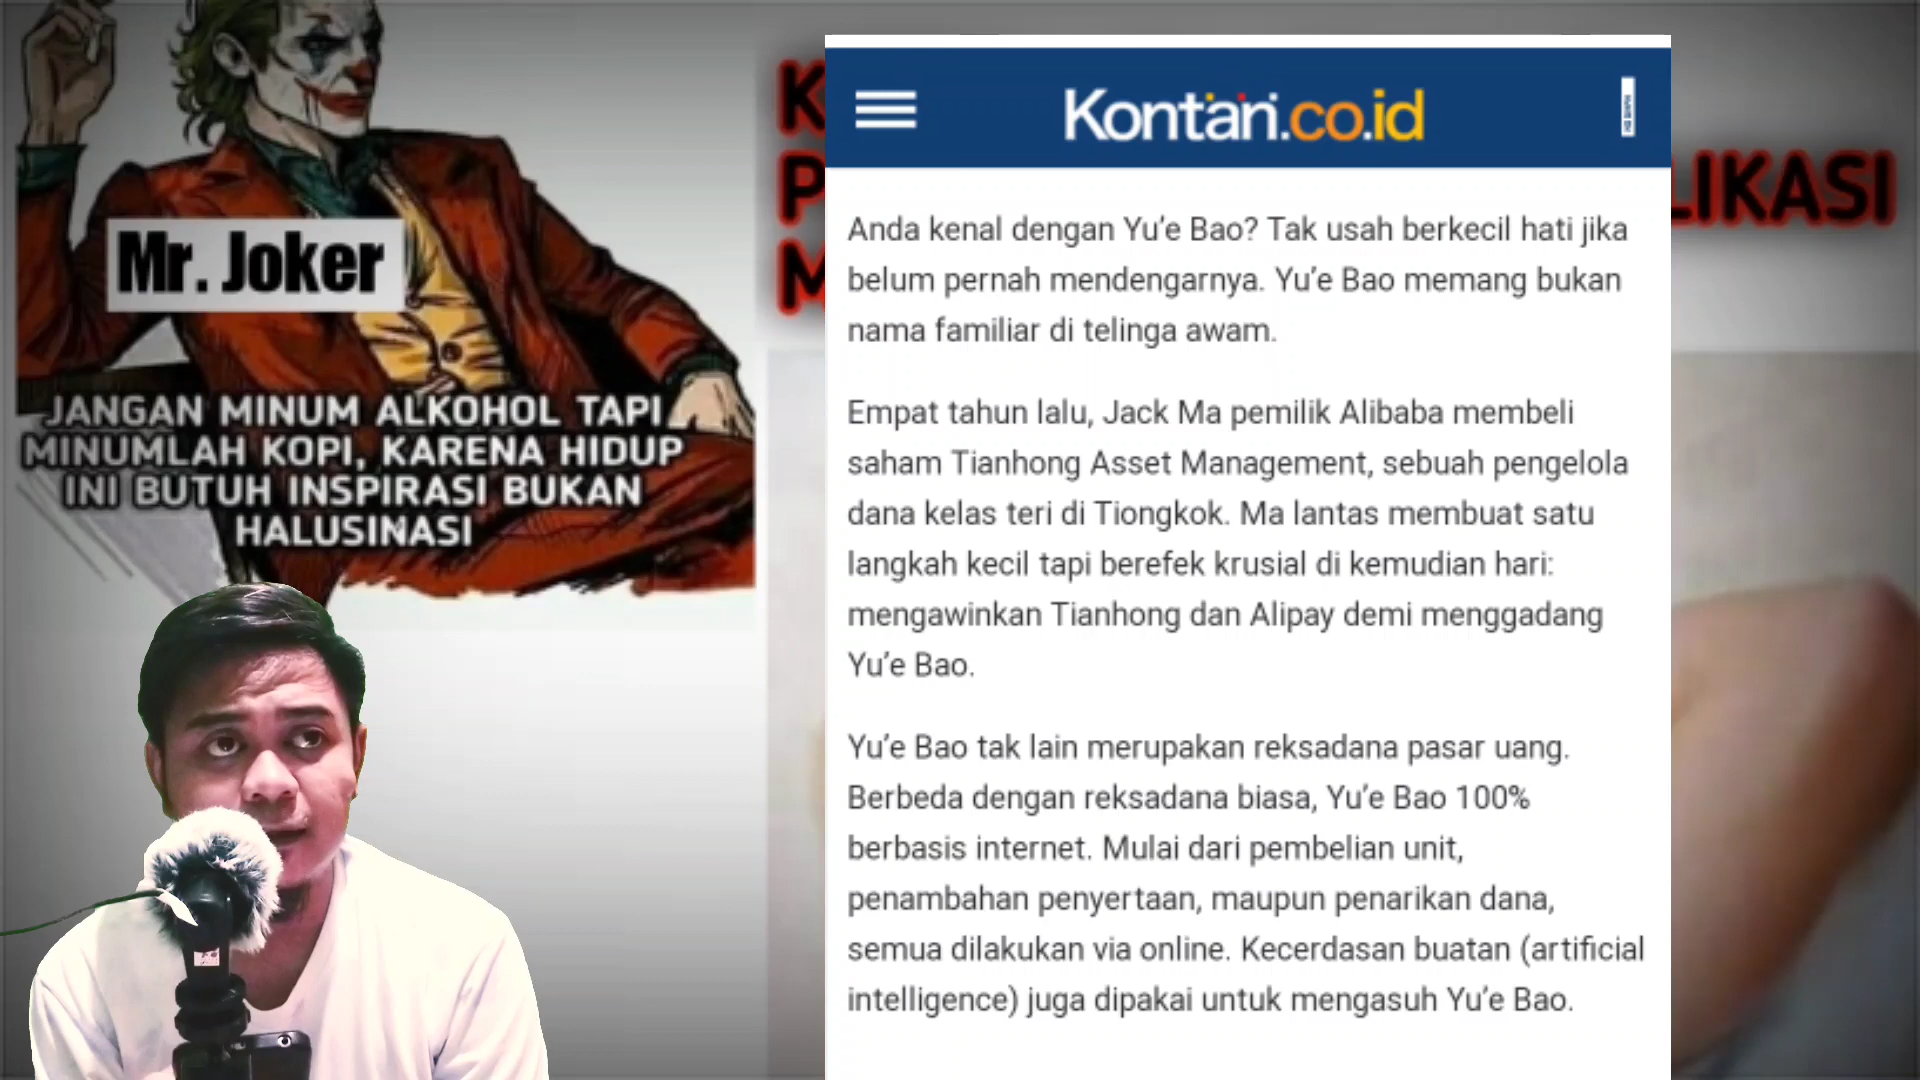 Mr. Joker
JANGAN MINUM ALKOHOL TAPI
MINUMLAH KOPI, KARENA HIDUP
INI BUTUH INSPIRASI BUKAN
HALUSINASI
Kontan.co.id
Anda kenal dengan Yu’e Bao? Tak usah berkecil hati jika
belum pernah mendengarnya. Yu’e Bao memang bukan
nama familiar di telinga awam.
Empat tahun lalu, Jack Ma pemilik Alibaba membeli
saham Tianhong Asset Management, sebuah pengelola
dana kelas teri di Tiongkok. Ma lantas membuat satu
langkah kecil tapi berefek krusial di kemudian hari:
mengawinkan Tianhong dan Alipay demi menggadang
Yu’e Bao.
Yu’e Bao tak lain merupakan reksadana pasar uang.
Berbeda dengan reksadana biasa, Yu’e Bao 100%
berbasis internet. Mulai dari pembelian unit,
penambahan penyertaan, maupun penarikan dana,
semua dilakukan via online. Kecerdasan buatan (artificial
intelligence) juga dipakai untuk mengasuh Yu’e Bao.